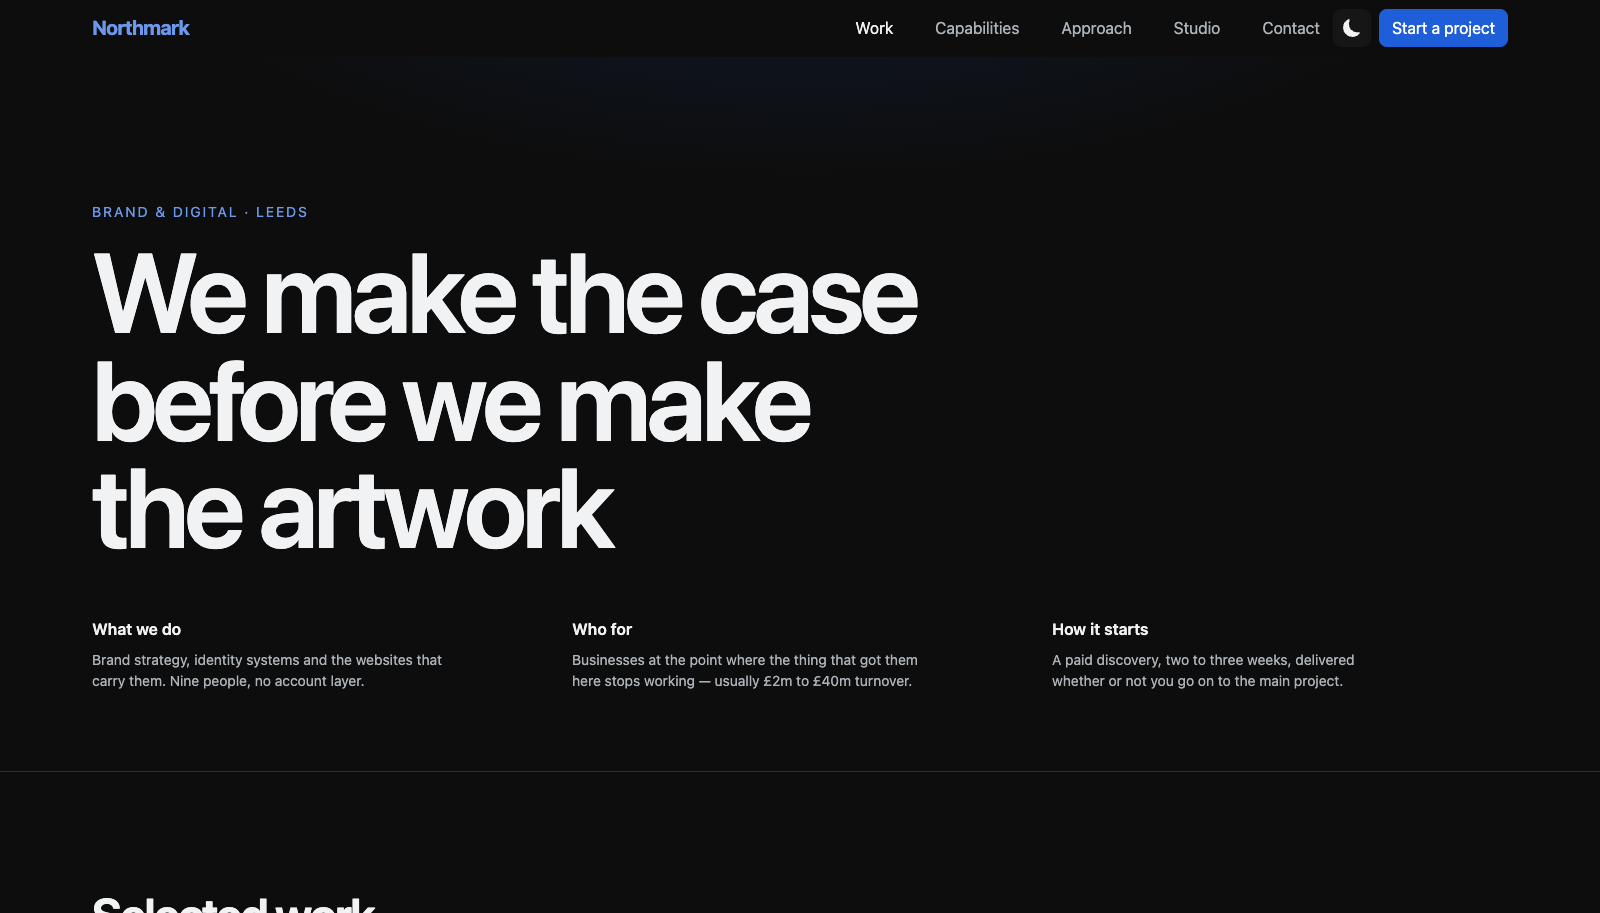 Northmark
Work
Capabilities
Approach
Studio
Contact
Start a project
BRAND & DIGITAL · LEEDS
We make the case
before we make
the artwork
What we do
Brand strategy, identity systems and the websites that
carry them. Nine people, no account layer.
Who for
Businesses at the point where the thing that got them
here stops working — usually £2m to £40m turnover.
How it starts
A paid discovery, two to three weeks, delivered
whether or not you go on to the main project.
Selected work